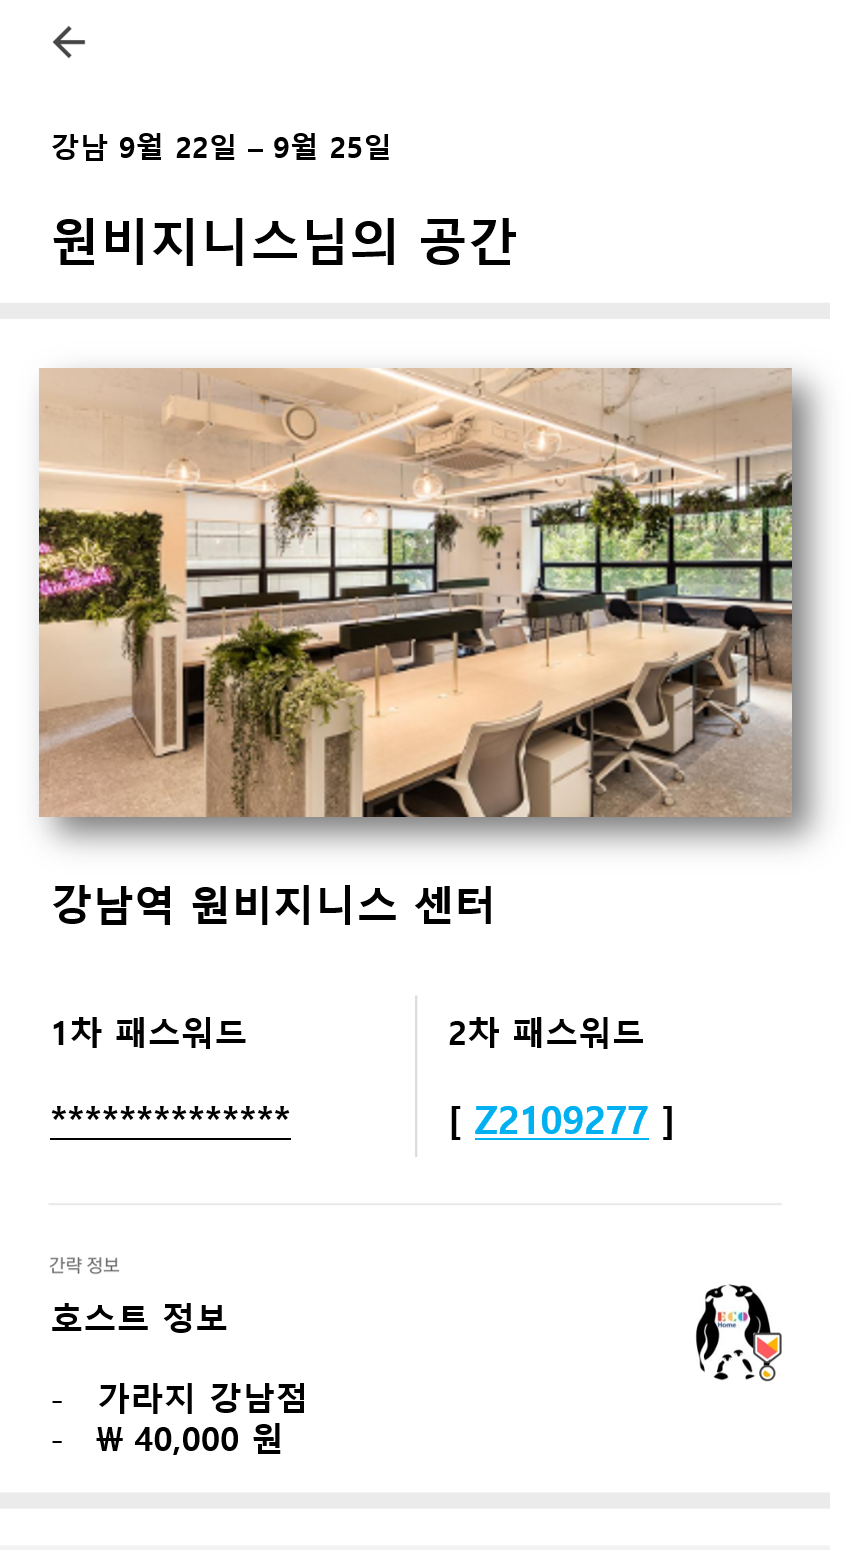 강남 9월 22일 – 9월 25일
원비지니스님의 공간
강남역 원비지니스 센터
1차 패스워드
2차 패스워드
**************
[ Z2109277 ]
간략 정보
호스트 정보
ECO
Home
- 가라지 강남점
- ₩ 40,000 원